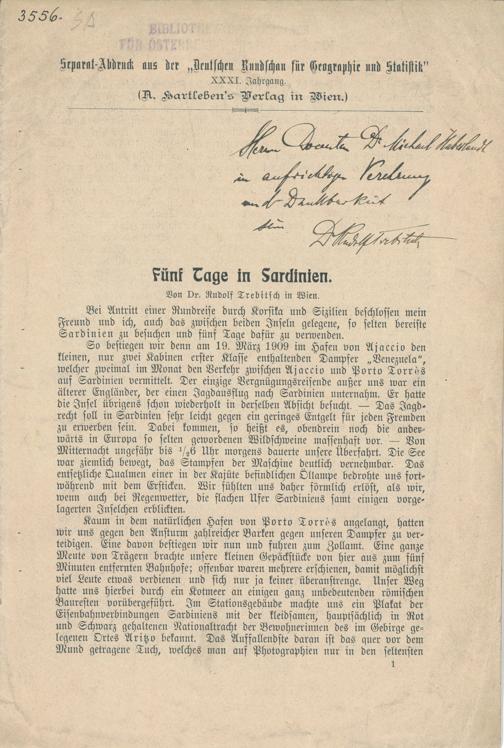 3556.
BIBLIOTHE
FÜR ÖSTERRE
Separat-Abdruck aus der „Deutschen Rundschau für Geographie und Statistik“
XXXI. Jahrgang.
(A. Hartleben's Verlag in Wien.)
Herrn Docenten Dr. Michael Haberlandt
in aufrichtiger Verehrung
und Dankbarkeit
Dr Rudolf Trebitsch
Fünf Tage in Sardinien.
Von Dr. Rudolf Trebitsch in Wien.
Bei Antritt einer Rundreise durch Korsika und Sizilien beschlossen mein
Freund und ich, auch das zwischen beiden Inseln gelegene, so selten bereiste
Sardinien zu besuchen und fünf Tage dafür zu verwenden.
So bestiegen wir denn am 19. März 1909 im Hafen von Ajaccio den
kleinen, nur zwei Kabinen erster Klasse enthaltenden Dampfer „Venezuela“,
welcher zweimal im Monat den Verkehr zwischen Ajaccio und Porto Torrès
auf Sardinien vermittelt. Der einzige Vergnügungsreisende außer uns war ein
älterer Engländer, der einen Jagdausflug nach Sardinien unternahm. Er hatte
die Insel übrigens schon wiederholt in derselben Absicht besucht. — Das Jagd-
recht soll in Sardinien sehr leicht gegen ein geringes Entgelt für jeden Fremden
zu erwerben sein. Dabei kommen, so heißt es, obendrein noch die ander-
wärts in Europa so selten gewordenen Wildschweine massenhaft vor. — Von
Mitternacht ungefähr bis ¼6 Uhr morgens dauerte unsere Überfahrt. Die See
war ziemlich bewegt, das Stampfen der Maschine deutlich vernehmbar. Das
entsetzliche Qualmen einer in der Kajüte befindlichen Öllampe bedrohte uns fort-
während mit dem Ersticken. Wir fühlten uns daher förmlich erlöst, als wir,
wenn auch bei Regenwetter, die flachen Ufer Sardiniens samt einigen vorge-
lagerten Inselchen erblickten.
Kaum in dem natürlichen Hafen von Porto Torrès angelangt, hatten
wir uns gegen den Ansturm zahlreicher Barken gegen unseren Dampfer zu ver-
teidigen. Eine davon bestiegen wir nun und fuhren zum Zollamt. Eine ganze
Meute von Trägern brachte unsere kleinen Gepäckstücke von hier aus zum fünf
Minuten entfernten Bahnhofe; offenbar waren mehrere erschienen, damit möglichst
viel Leute etwas verdienen und sich nur ja keiner überanstrenge. Unser Weg
hatte uns hierbei durch ein Kotmeer an einigen ganz unbedeutenden römischen
Bauresten vorübergeführt. Im Stationsgebäude machte uns ein Plakat der
Eisenbahnverbindungen Sardiniens mit der kleidsamen, hauptsächlich in Rot
und Schwarz gehaltenen Nationaltracht der Bewohnerinnen des im Gebirge ge-
legenen Ortes Aritzo bekannt. Das Auffallendste daran ist das quer vor dem
Mund getragene Tuch, welches man auf Photographien nur in den seltensten
1